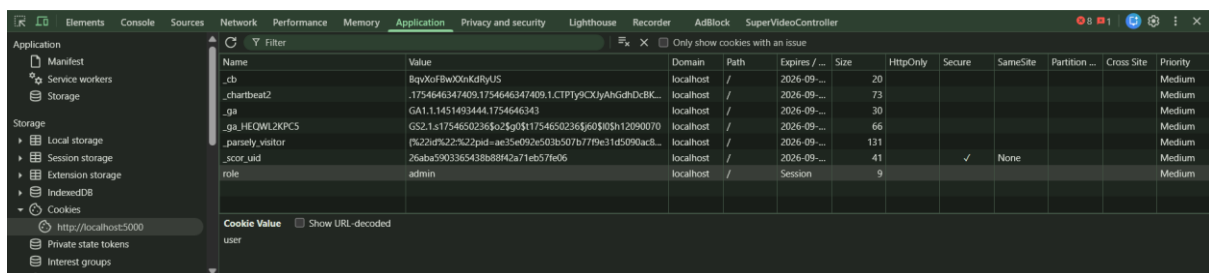 Elements Console Sources Network Performance Memory Application Privacy and security Lighthouse Recorder AdBlock SuperVideoController 8 1
Application
Manifest
Service workers
Storage
Storage
Local storage
Session storage
Extension storage
IndexedDB
Cookies
http://localhost:5000
Private state tokens
Interest groups
Filter Only show cookies with an issue
Name Value Domain Path Expires / ... Size HttpOnly Secure SameSite Partition ... Cross Site Priority
_cb BqvXoFBwXXnKdRyUS localhost / 2026-09-... 20 Medium
_chartbeat2 .1754646347409.1754646347409.1.CTPTy9CXJyAhGdhDcBK... localhost / 2026-09-... 73 Medium
_ga GA1.1.1451493444.1754646343 localhost / 2026-09-... 30 Medium
_ga_HEQWL2KPC5 GS2.1.s1754650236$o2$g0$t1754650236$j60$l0$h12090070 localhost / 2026-09-... 66 Medium
_parsely_visitor {%22id%22:%22pid=ae35e092e503b507b77f9e31d5090ac8... localhost / 2026-09-... 131 Medium
_scor_uid 26aba5903365438b88f42a71eb57fe06 localhost / 2026-09-... 41 ✓ None Medium
role admin localhost / Session 9 Medium
Cookie Value Show URL-decoded
user